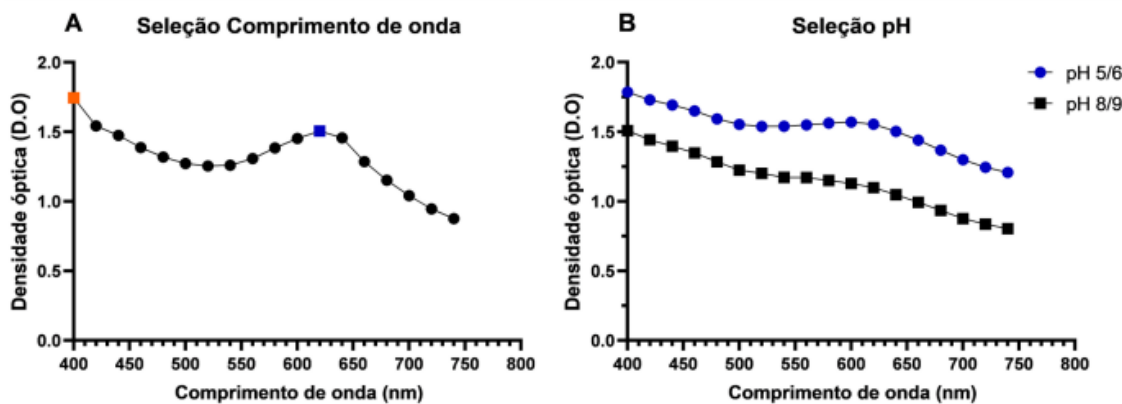 A
Seleção Comprimento de onda
Densidade óptica (D.O)
2.0
1.5
1.0
0.5
0.0
400 450 500 550 600 650 700 750 800
Comprimento de onda (nm)
B
Seleção pH
Densidade óptica (D.O)
2.0
1.5
1.0
0.5
0.0
400 450 500 550 600 650 700 750 800
Comprimento de onda (nm)
pH 5/6
pH 8/9